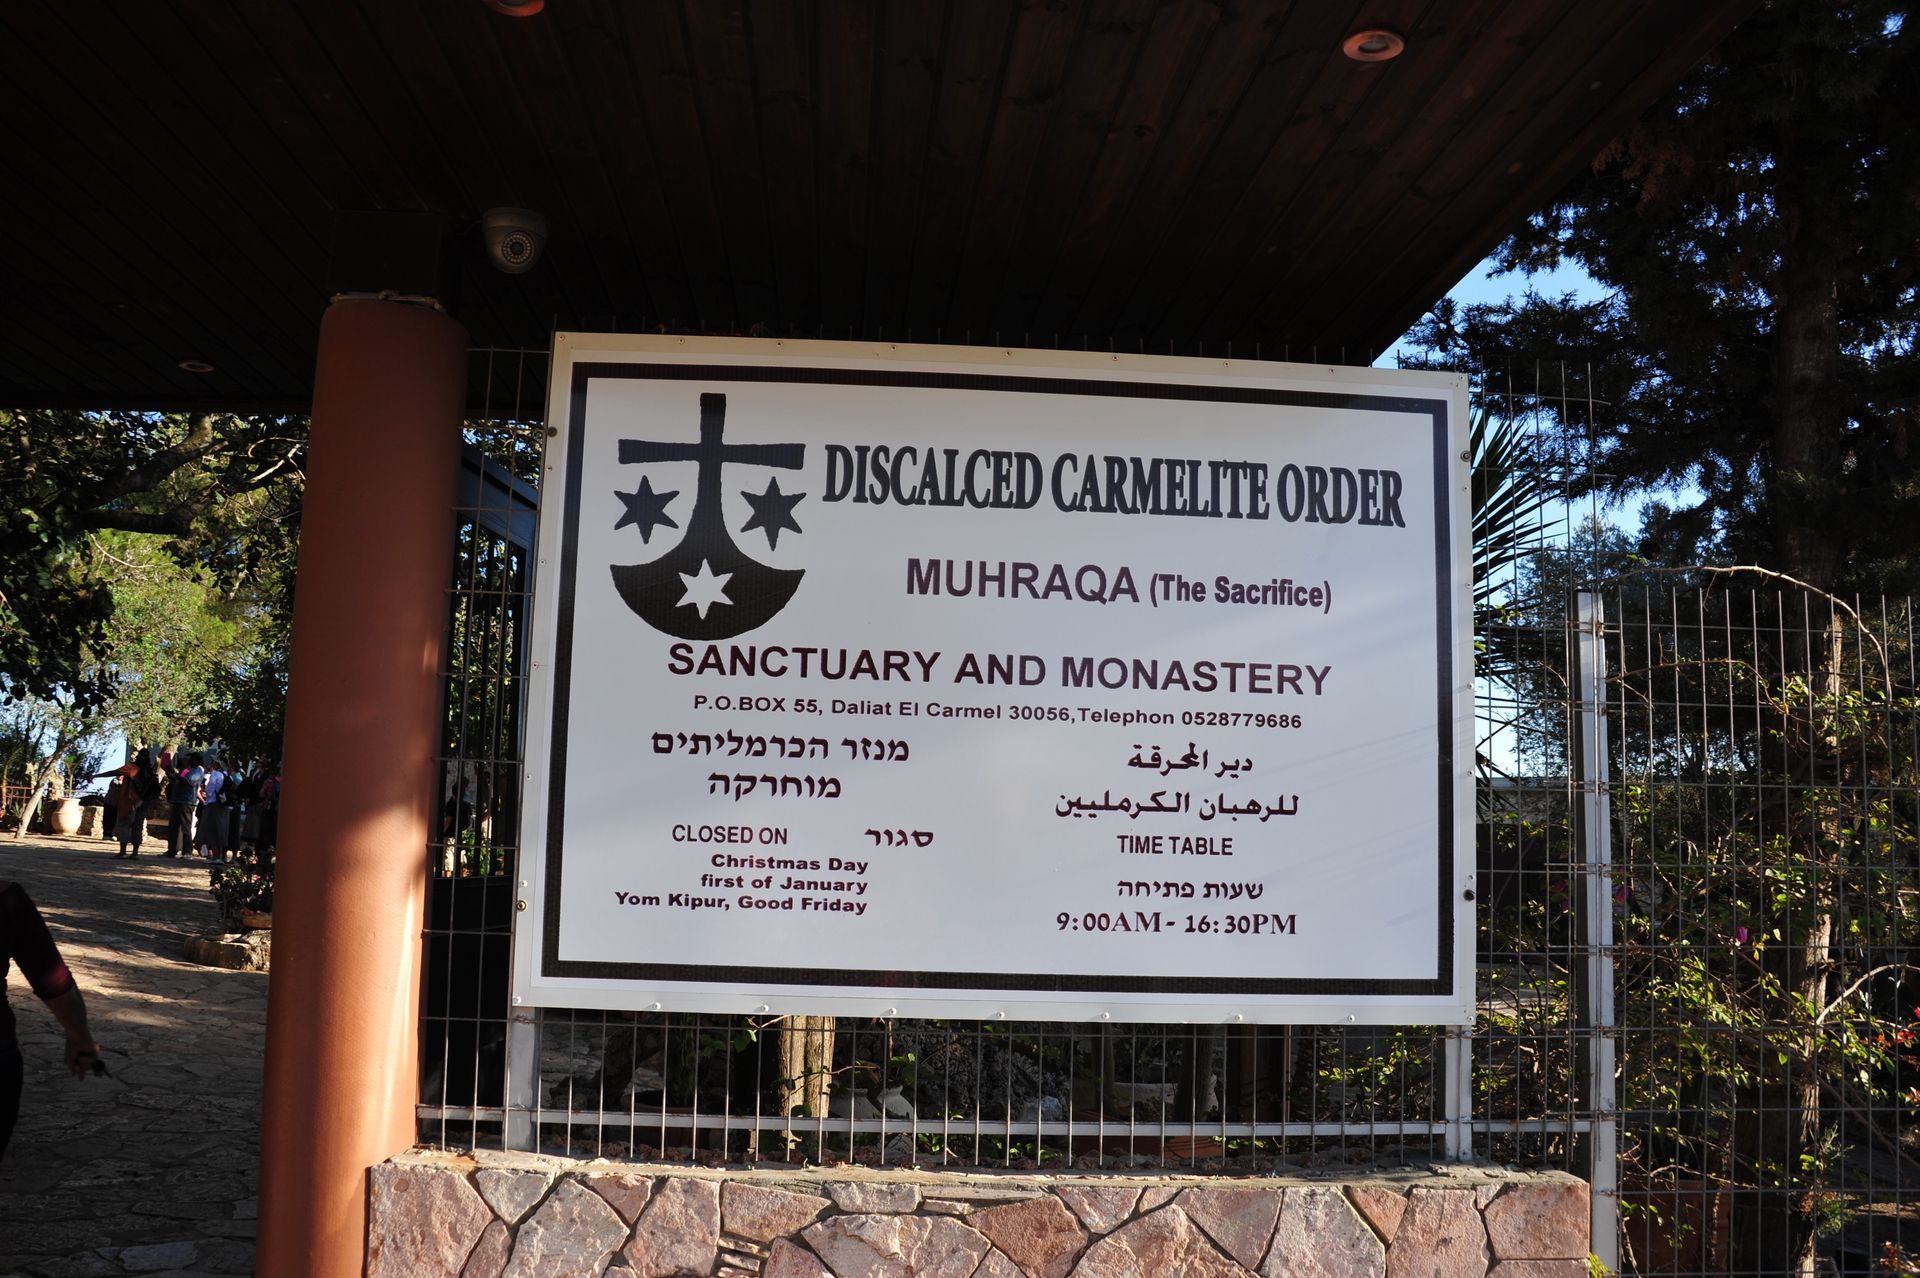 DISCALCED CARMELITE ORDER
MUHRAQA (The Sacrifice)
SANCTUARY AND MONASTERY
P.O.BOX 55, Daliat El Carmel 30056,Telephon 0528779686
מנזר הכרמליתים
מוחרקה
CLOSED ON סגור
Christmas Day
first of January
Yom Kipur, Good Friday
دير المحرقة
للرهبان الكرمليين
TIME TABLE
שעות פתיחה
9:00AM- 16:30PM